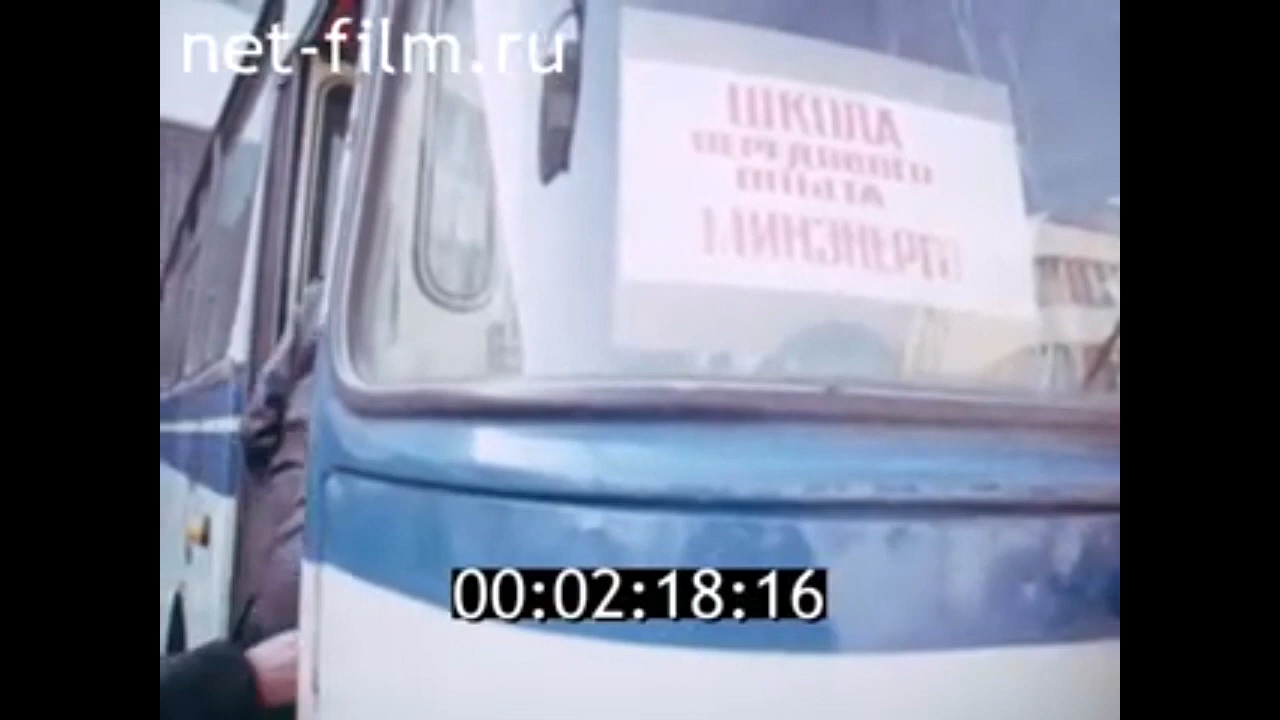 net-film.ru
ШКОЛА
ПЕРЕДОВОГО
ОПЫТА
МИНЭНЕРГО
00:02:18:16